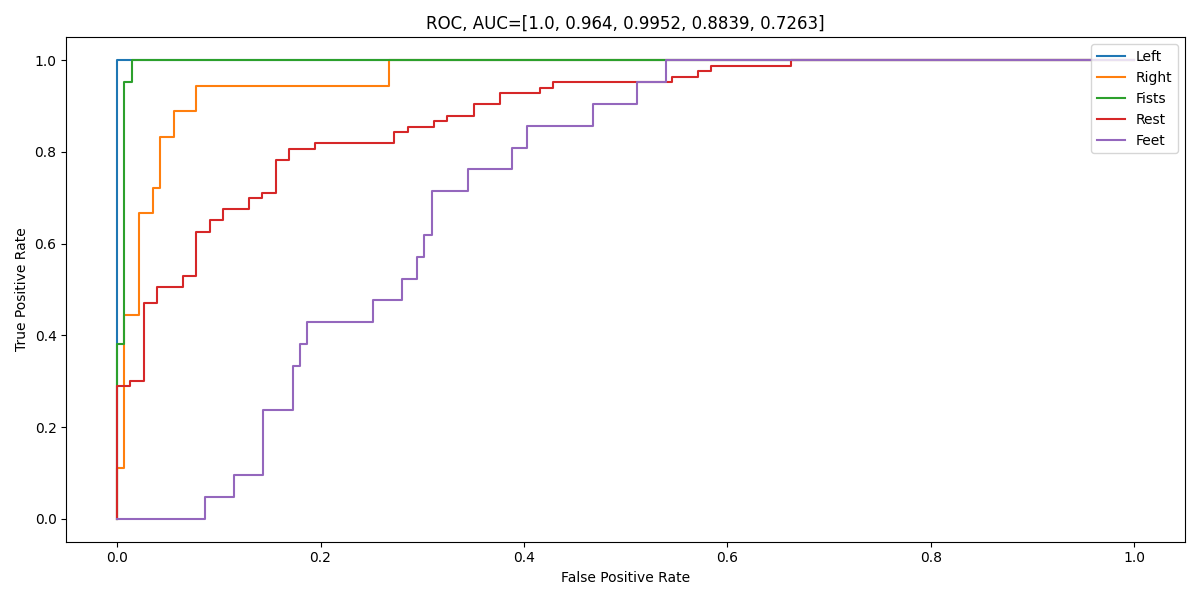 ROC, AUC=[1.0, 0.964, 0.9952, 0.8839, 0.7263]
Left
Right
Fists
Rest
Feet
True Positive Rate
1.0
0.8
0.6
0.4
0.2
0.0
0.0 0.2 0.4 0.6 0.8 1.0
False Positive Rate